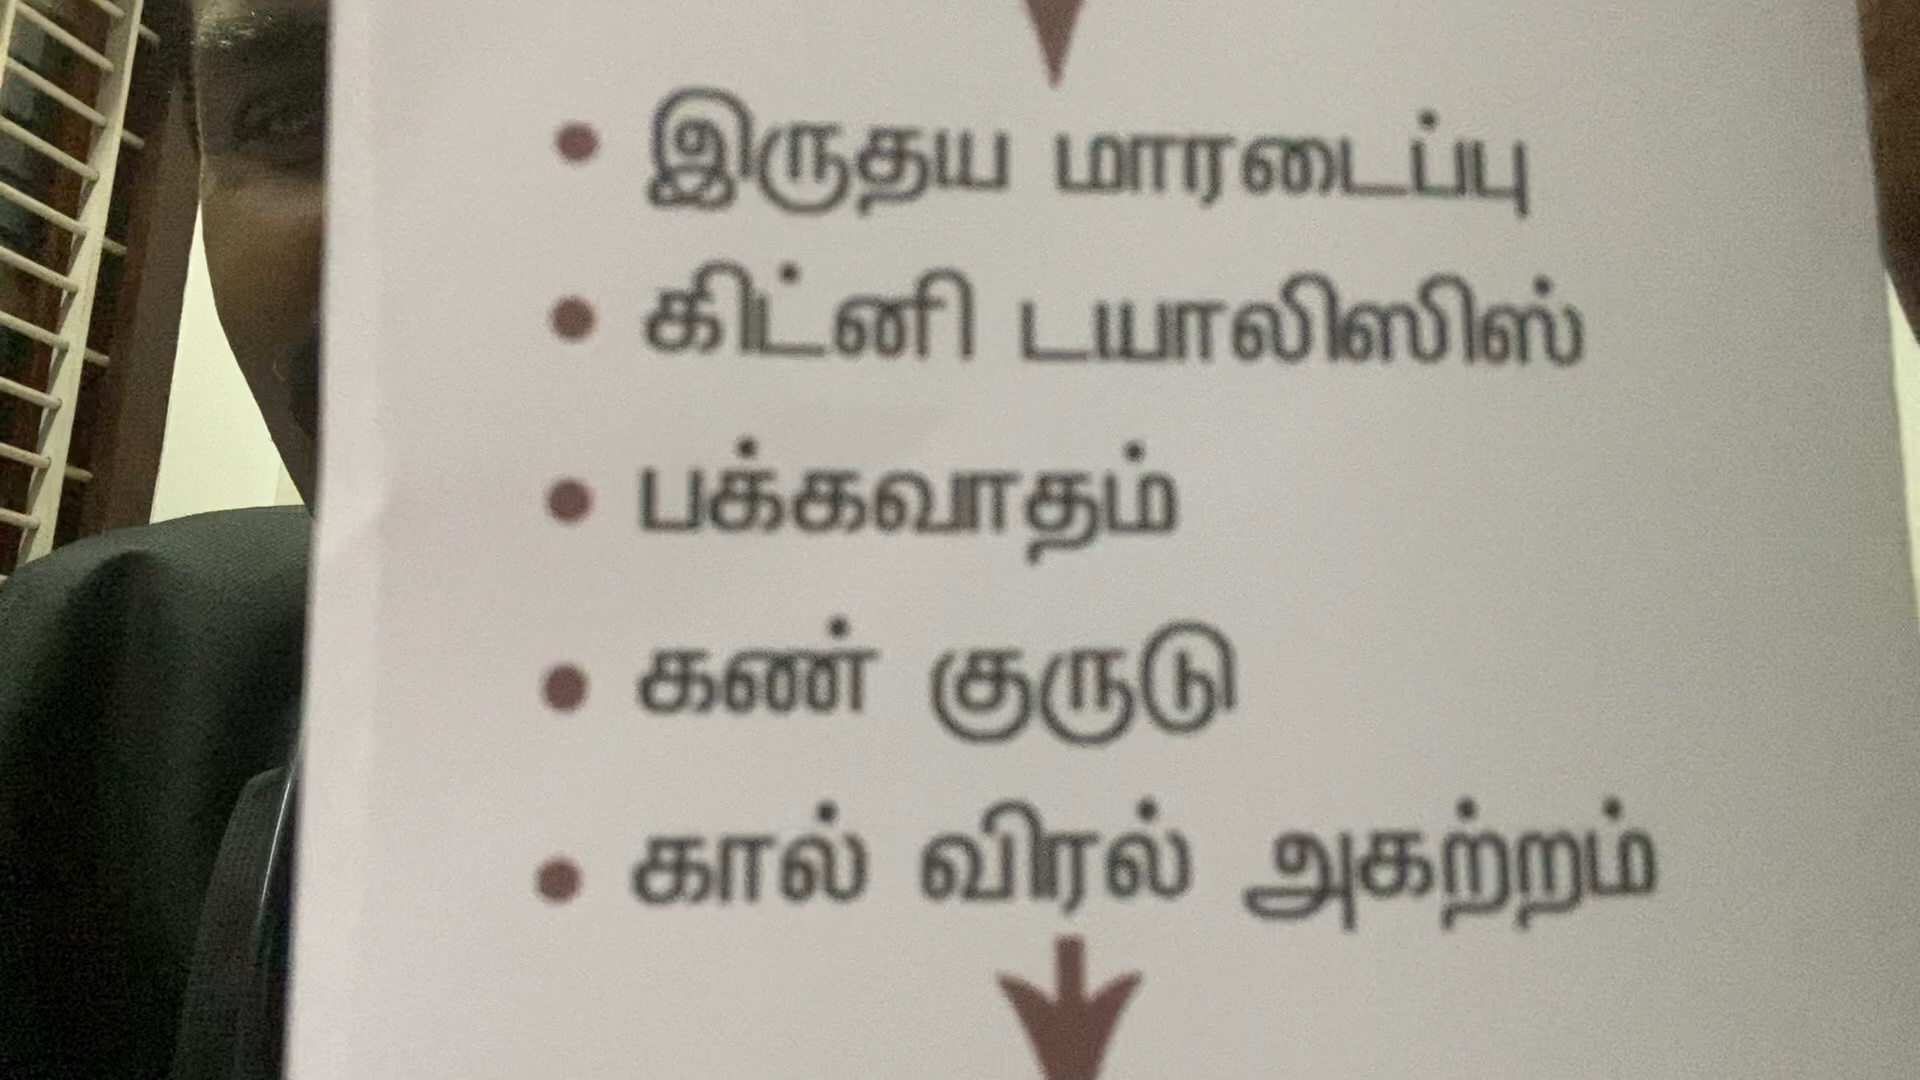 • இருதய மாரடைப்பு
• கிட்னி டயாலிஸிஸ்
• பக்கவாதம்
• கண் குருடு
• கால் விரல் அகற்றம்